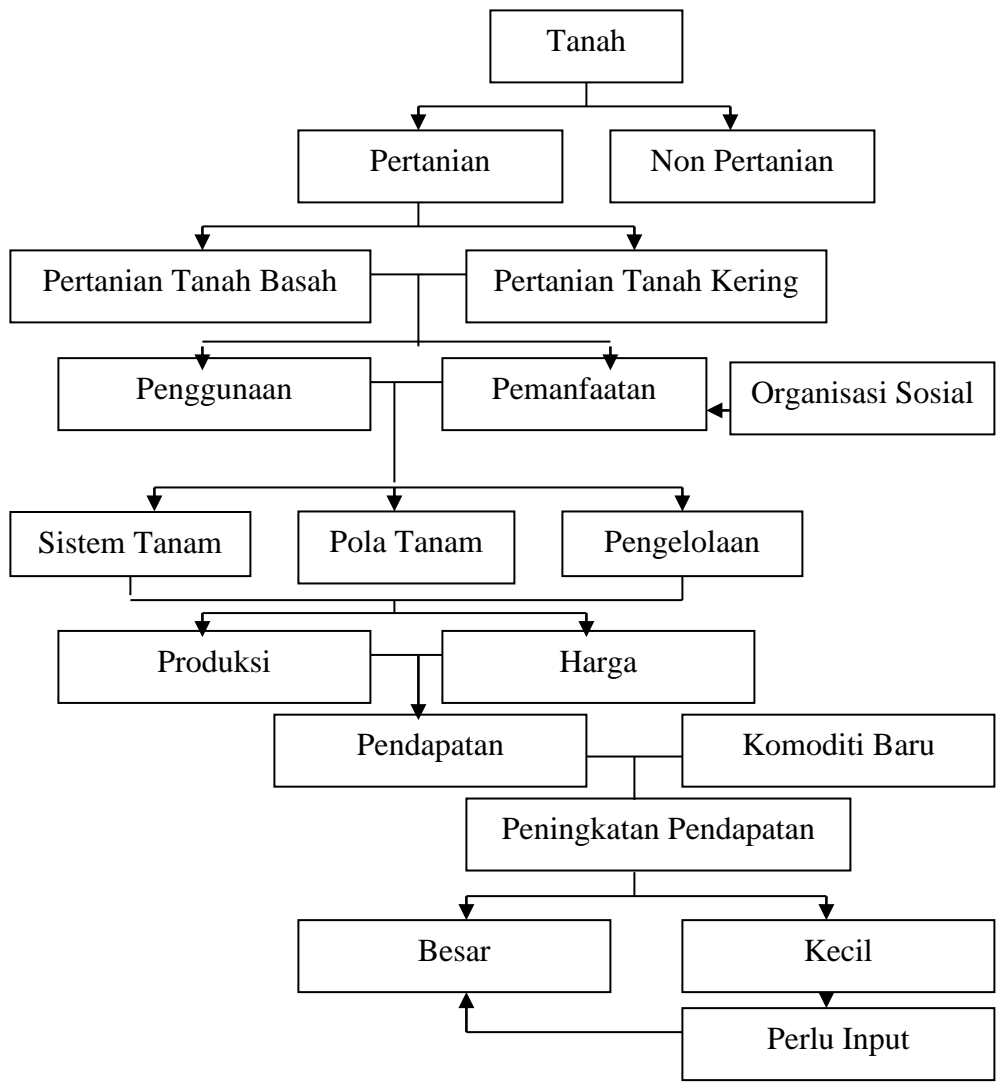 Tanah
Pertanian
Non Pertanian
Pertanian Tanah Basah
Pertanian Tanah Kering
Penggunaan
Pemanfaatan
Organisasi Sosial
Sistem Tanam
Pola Tanam
Pengelolaan
Produksi
Harga
Pendapatan
Komoditi Baru
Peningkatan Pendapatan
Besar
Kecil
Perlu Input